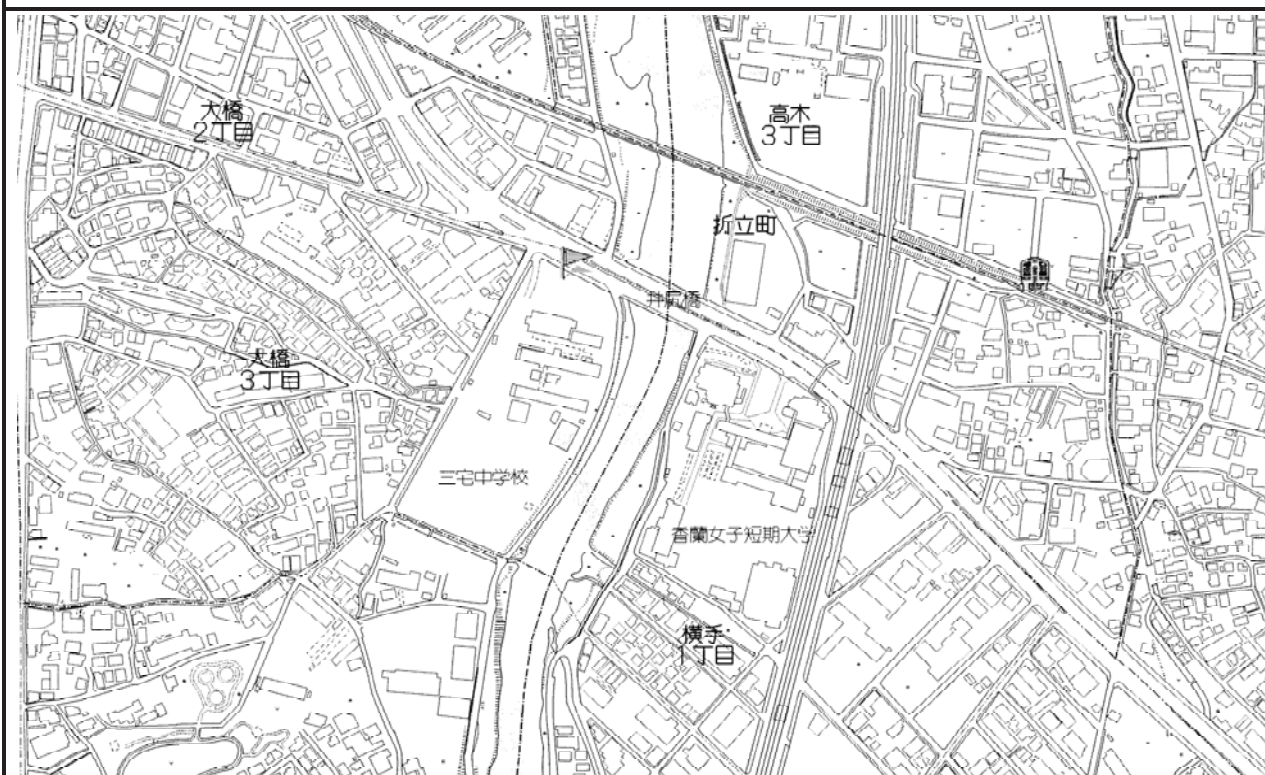 大橋
2丁目
高木
3丁目
折立町
井尻橋
大橋
3丁目
三宅中学校
香蘭女子短期大学
横手
1丁目